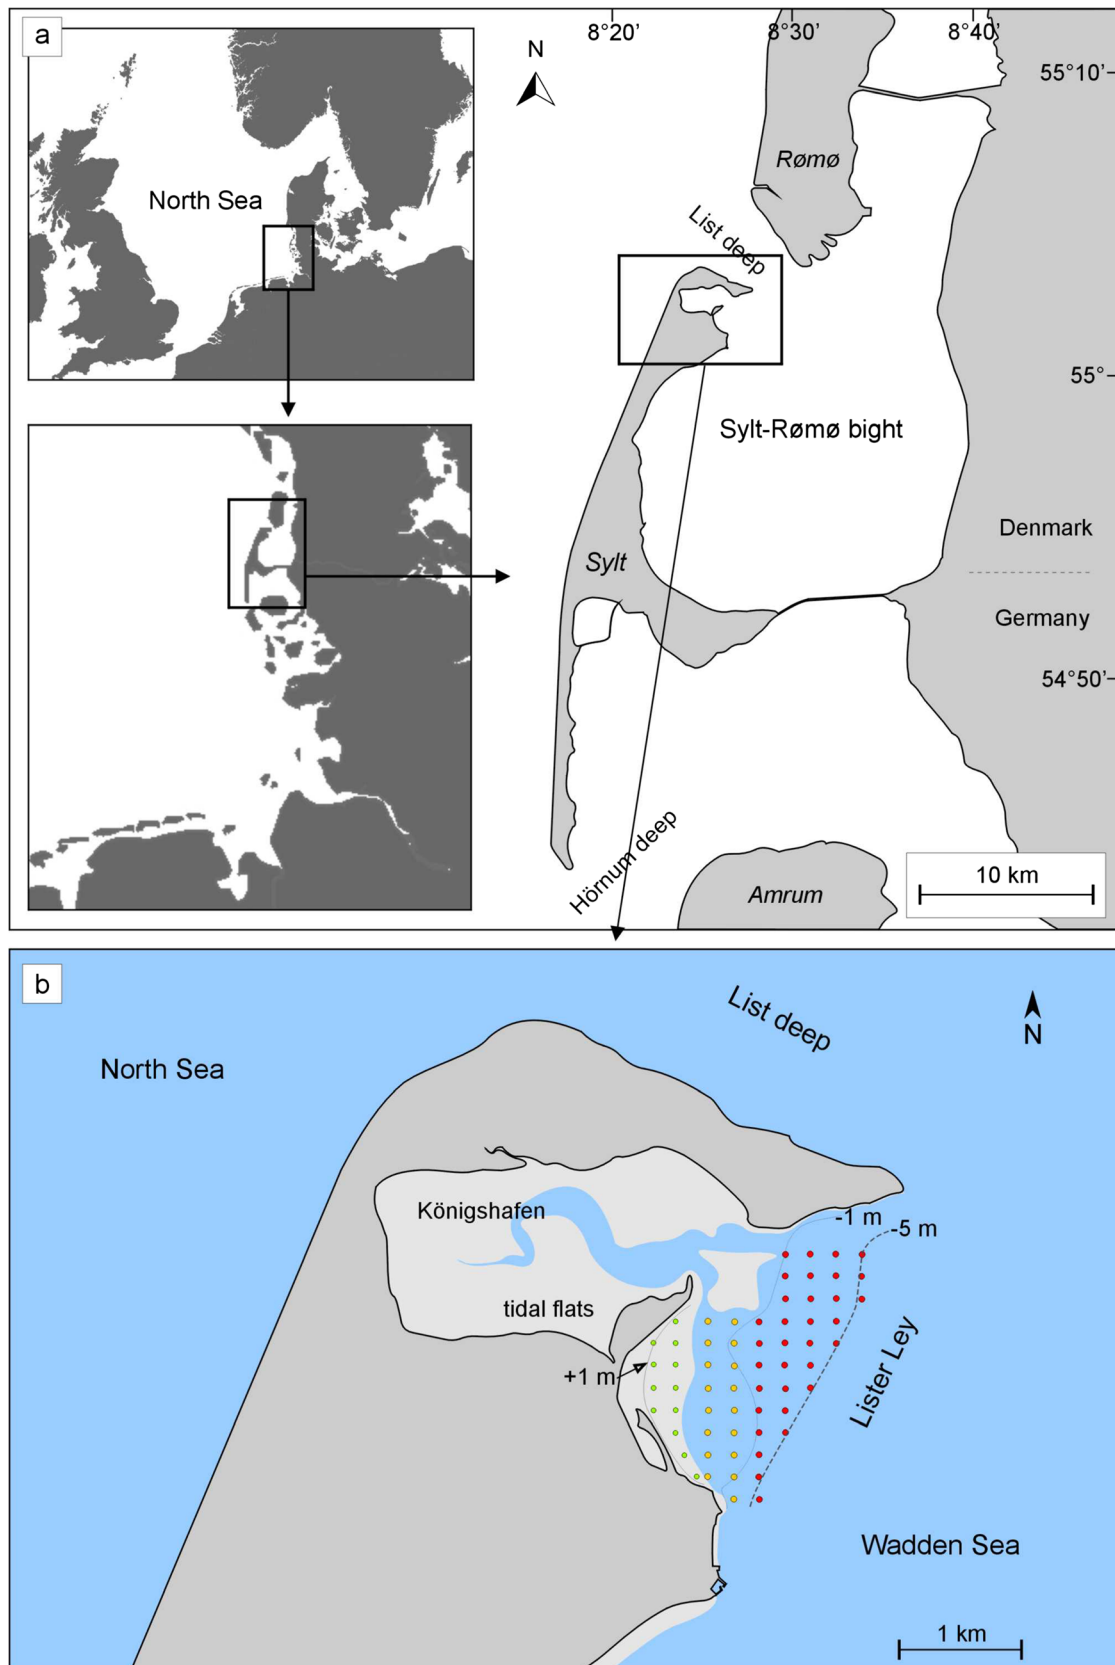 a
North Sea
N
8°20’
8°30’
8°40’
55°10’
Rømø
List deep
55°
Sylt-Rømø bight
Denmark
Sylt
Germany
54°50’
Hörnum deep
10 km
Amrum
b
List deep
N
North Sea
Königshafen
-1 m
-5 m
tidal flats
+1 m
Lister Ley
Wadden Sea
1 km